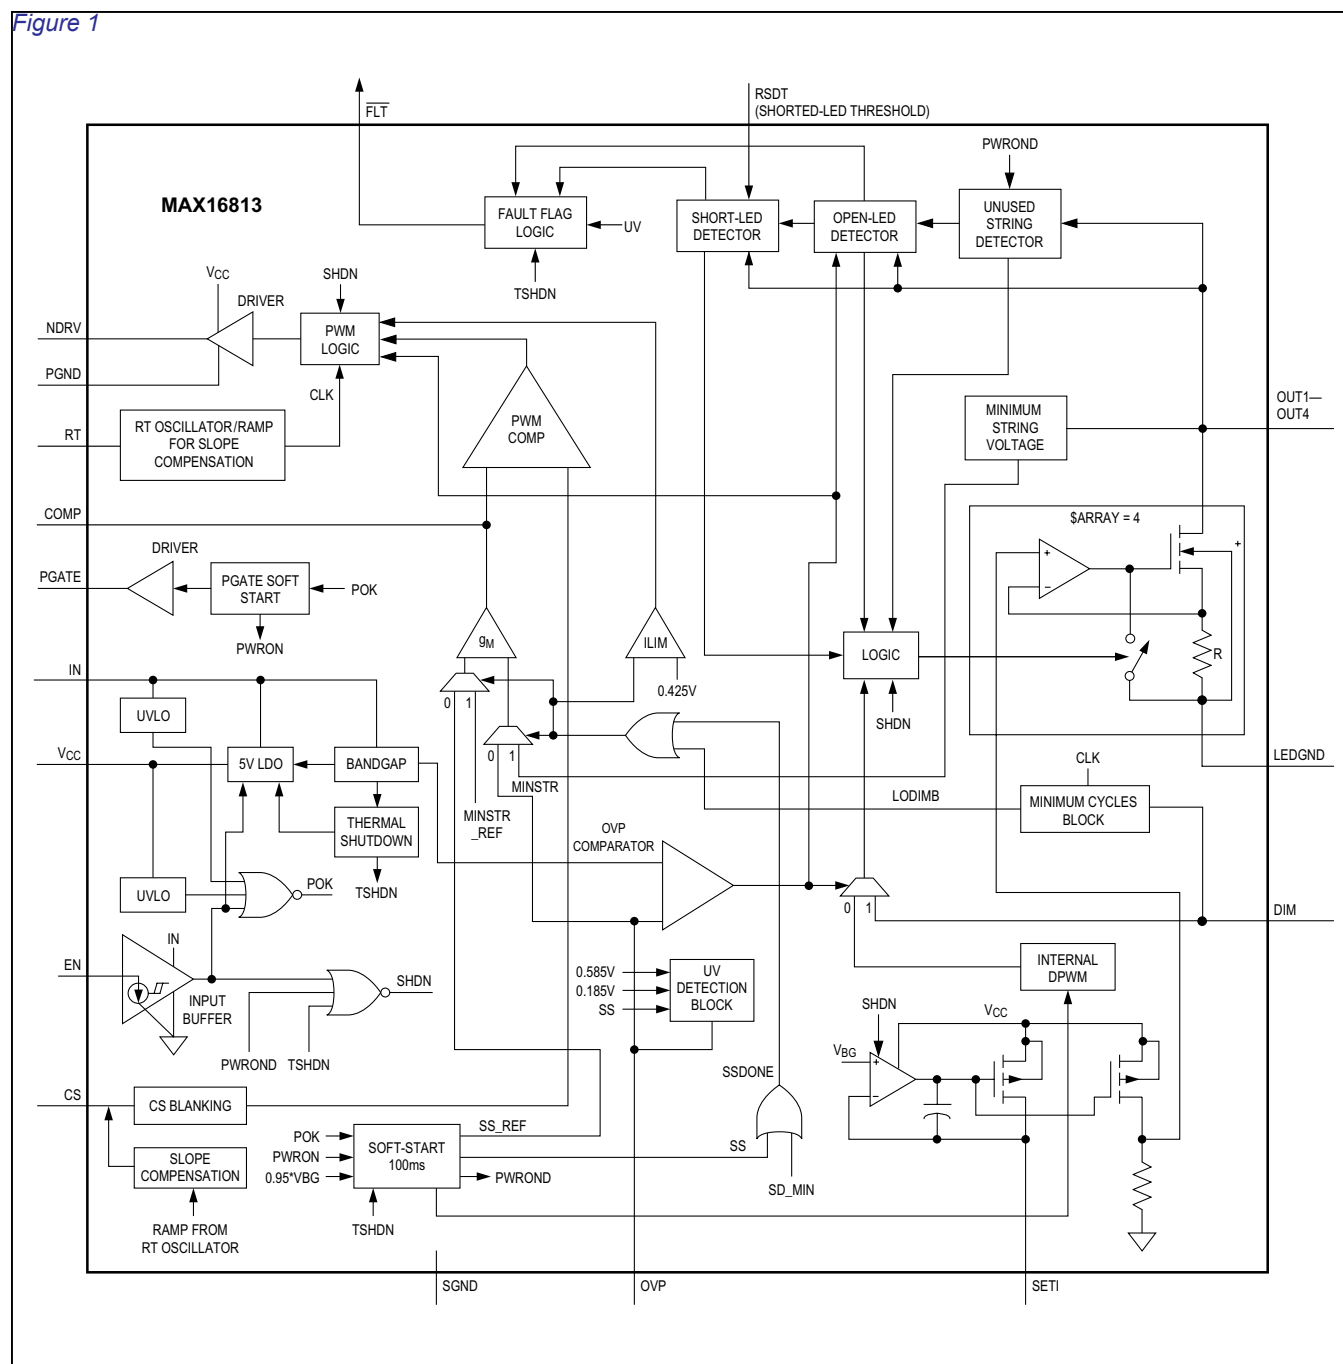 Figure 1
FLT
RSDT
(SHORTED-LED THRESHOLD)
MAX16813
PWROND
FAULT FLAG
LOGIC
UV
TSHDN
SHORT-LED
DETECTOR
OPEN-LED
DETECTOR
UNUSED
STRING
DETECTOR
VCC
SHDN
DRIVER
NDRV
PWM
LOGIC
PGND
CLK
RT
RT OSCILLATOR/RAMP
FOR SLOPE
COMPENSATION
PWM
COMP
MINIMUM
STRING
VOLTAGE
OUT1—
OUT4
COMP
$ARRAY = 4
DRIVER
PGATE
PGATE SOFT
START
POK
PWRON
+
−
+
gM
ILIM
LOGIC
R
0.425V
0
1
SHDN
IN
UVLO
VCC
5V LDO
BANDGAP
0
1
MINSTR
CLK
LEDGND
LODIMB
MINIMUM CYCLES
BLOCK
MINSTR
_REF
THERMAL
SHUTDOWN
TSHDN
OVP
COMPARATOR
UVLO
POK
0
1
DIM
EN
IN
INPUT
BUFFER
SHDN
PWROND
TSHDN
0.585V
0.185V
SS
UV
DETECTION
BLOCK
INTERNAL
DPWM
SHDN
VCC
VBG
+
−
SSDONE
CS
CS BLANKING
SLOPE
COMPENSATION
RAMP FROM
RT OSCILLATOR
POK
PWRON
0.95*VBG
SOFT-START
100ms
SS_REF
PWROND
TSHDN
SS
SD_MIN
SGND
OVP
SETI